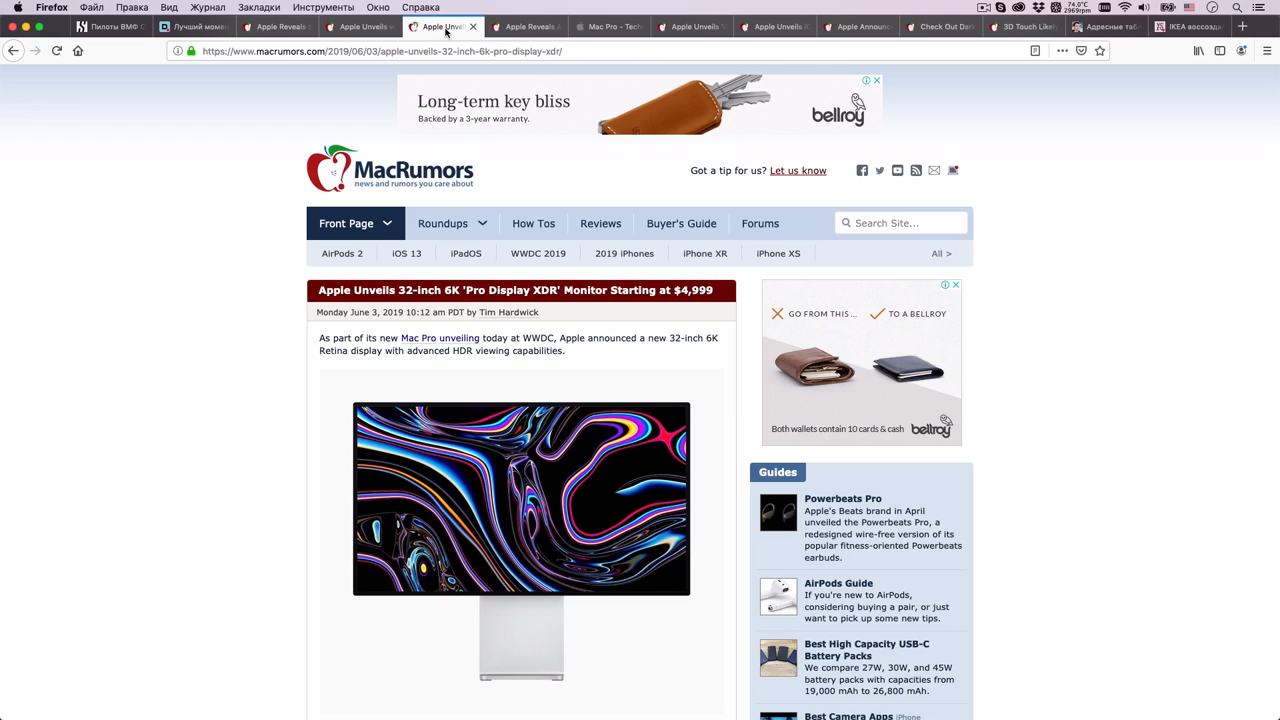 Firefox Файл Правка Вид Журнал Закладки Инструменты Окно Справка
74.0°C
Пилоты ВМФ С
Лучший момен
Apple Reveals S
Apple Unveils w
Apple Unveil
Apple Reveals A
Mac Pro - Tech
Apple Unveils 'I
Apple Unveils iC
Apple Announc
Check Out Dark
3D Touch Likely
Адресные табл
IKEA воссоздал
https://www.macrumors.com/2019/06/03/apple-unveils-32-inch-6k-pro-display-xdr/
Long-term key bliss
Backed by a 3-year warranty.
bellroy
MacRumors
news and rumors you care about
Got a tip for us? Let us know
Front Page
Roundups
How Tos
Reviews
Buyer's Guide
Forums
Search Site...
AirPods 2
iOS 13
iPadOS
WWDC 2019
2019 iPhones
iPhone XR
iPhone XS
All >
Apple Unveils 32-Inch 6K 'Pro Display XDR' Monitor Starting at $4,999
Monday June 3, 2019 10:12 am PDT by Tim Hardwick
As part of its new Mac Pro unveiling today at WWDC, Apple announced a new 32-inch 6K
Retina display with advanced HDR viewing capabilities.
GO FROM THIS ...
TO A BELLROY
Both wallets contain 10 cards & cash
bellroy
Guides
Powerbeats Pro
Apple's Beats brand in April
unveiled the Powerbeats Pro, a
redesigned wire-free version of its
popular fitness-oriented Powerbeats
earbuds.
AirPods Guide
If you're new to AirPods,
considering buying a pair, or just
want to pick up some new tips.
Best High Capacity USB-C
Battery Packs
We compare 27W, 30W, and 45W
battery packs with capacities from
19,000 mAh to 26,800 mAh.
Best Camera Apps iPhone